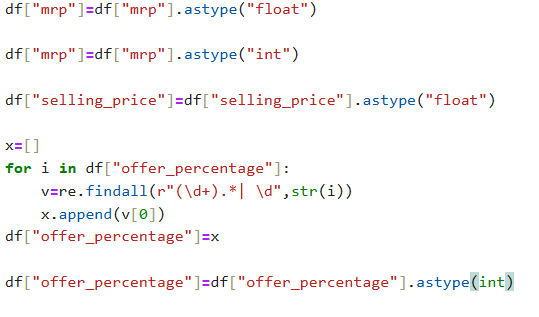 df["mrp"]=df["mrp"].astype("float")
df["mrp"]=df["mrp"].astype("int")
df["selling_price"]=df["selling_price"].astype("float")
x=[]
for i in df["offer_percentage"]:
    v=re.findall(r"(\d+).*| \d",str(i))
    x.append(v[0])
df["offer_percentage"]=x
df["offer_percentage"]=df["offer_percentage"].astype(int)